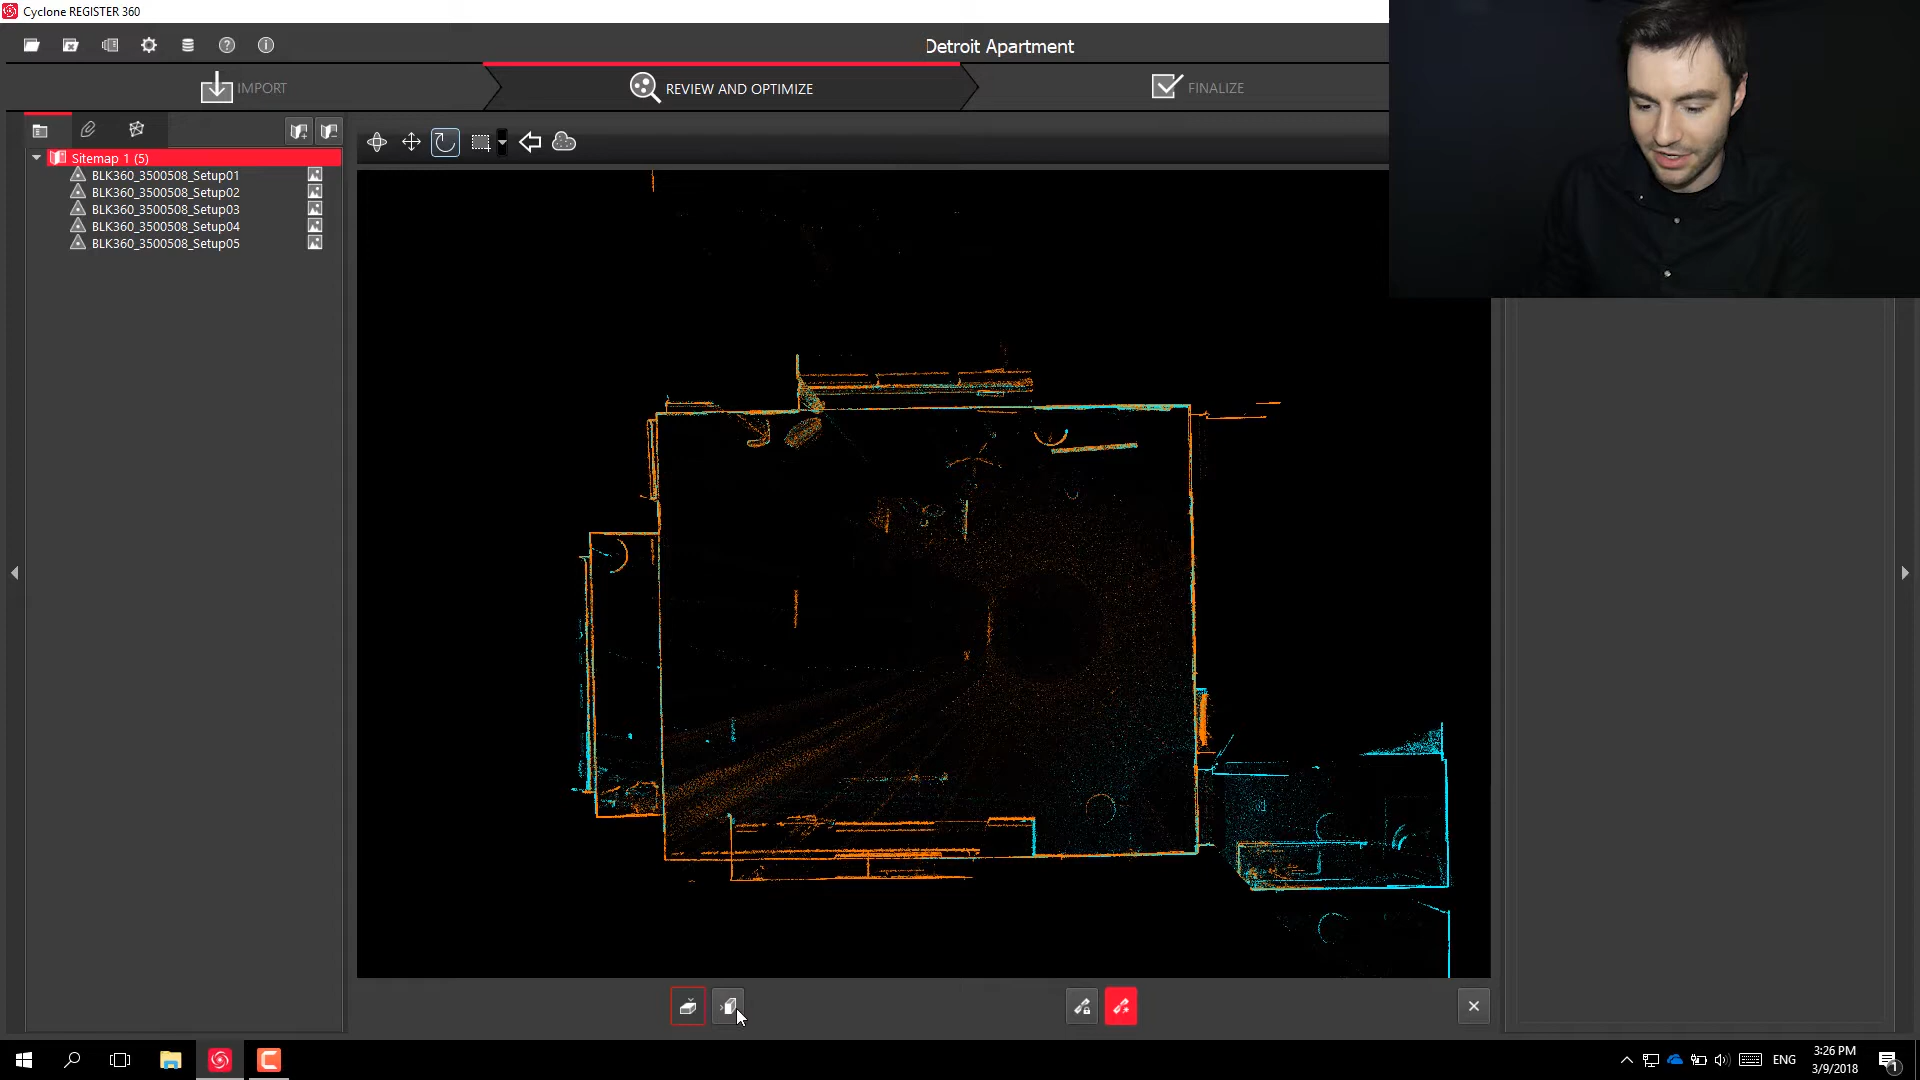 Cyclone REGISTER 360
Detroit Apartment
IMPORT
REVIEW AND OPTIMIZE
FINALIZE
Sitemap 1 (5)
BLK360_3500508_Setup01
BLK360_3500508_Setup02
BLK360_3500508_Setup03
BLK360_3500508_Setup04
BLK360_3500508_Setup05
ENG
3:26 PM
3/9/2018
1